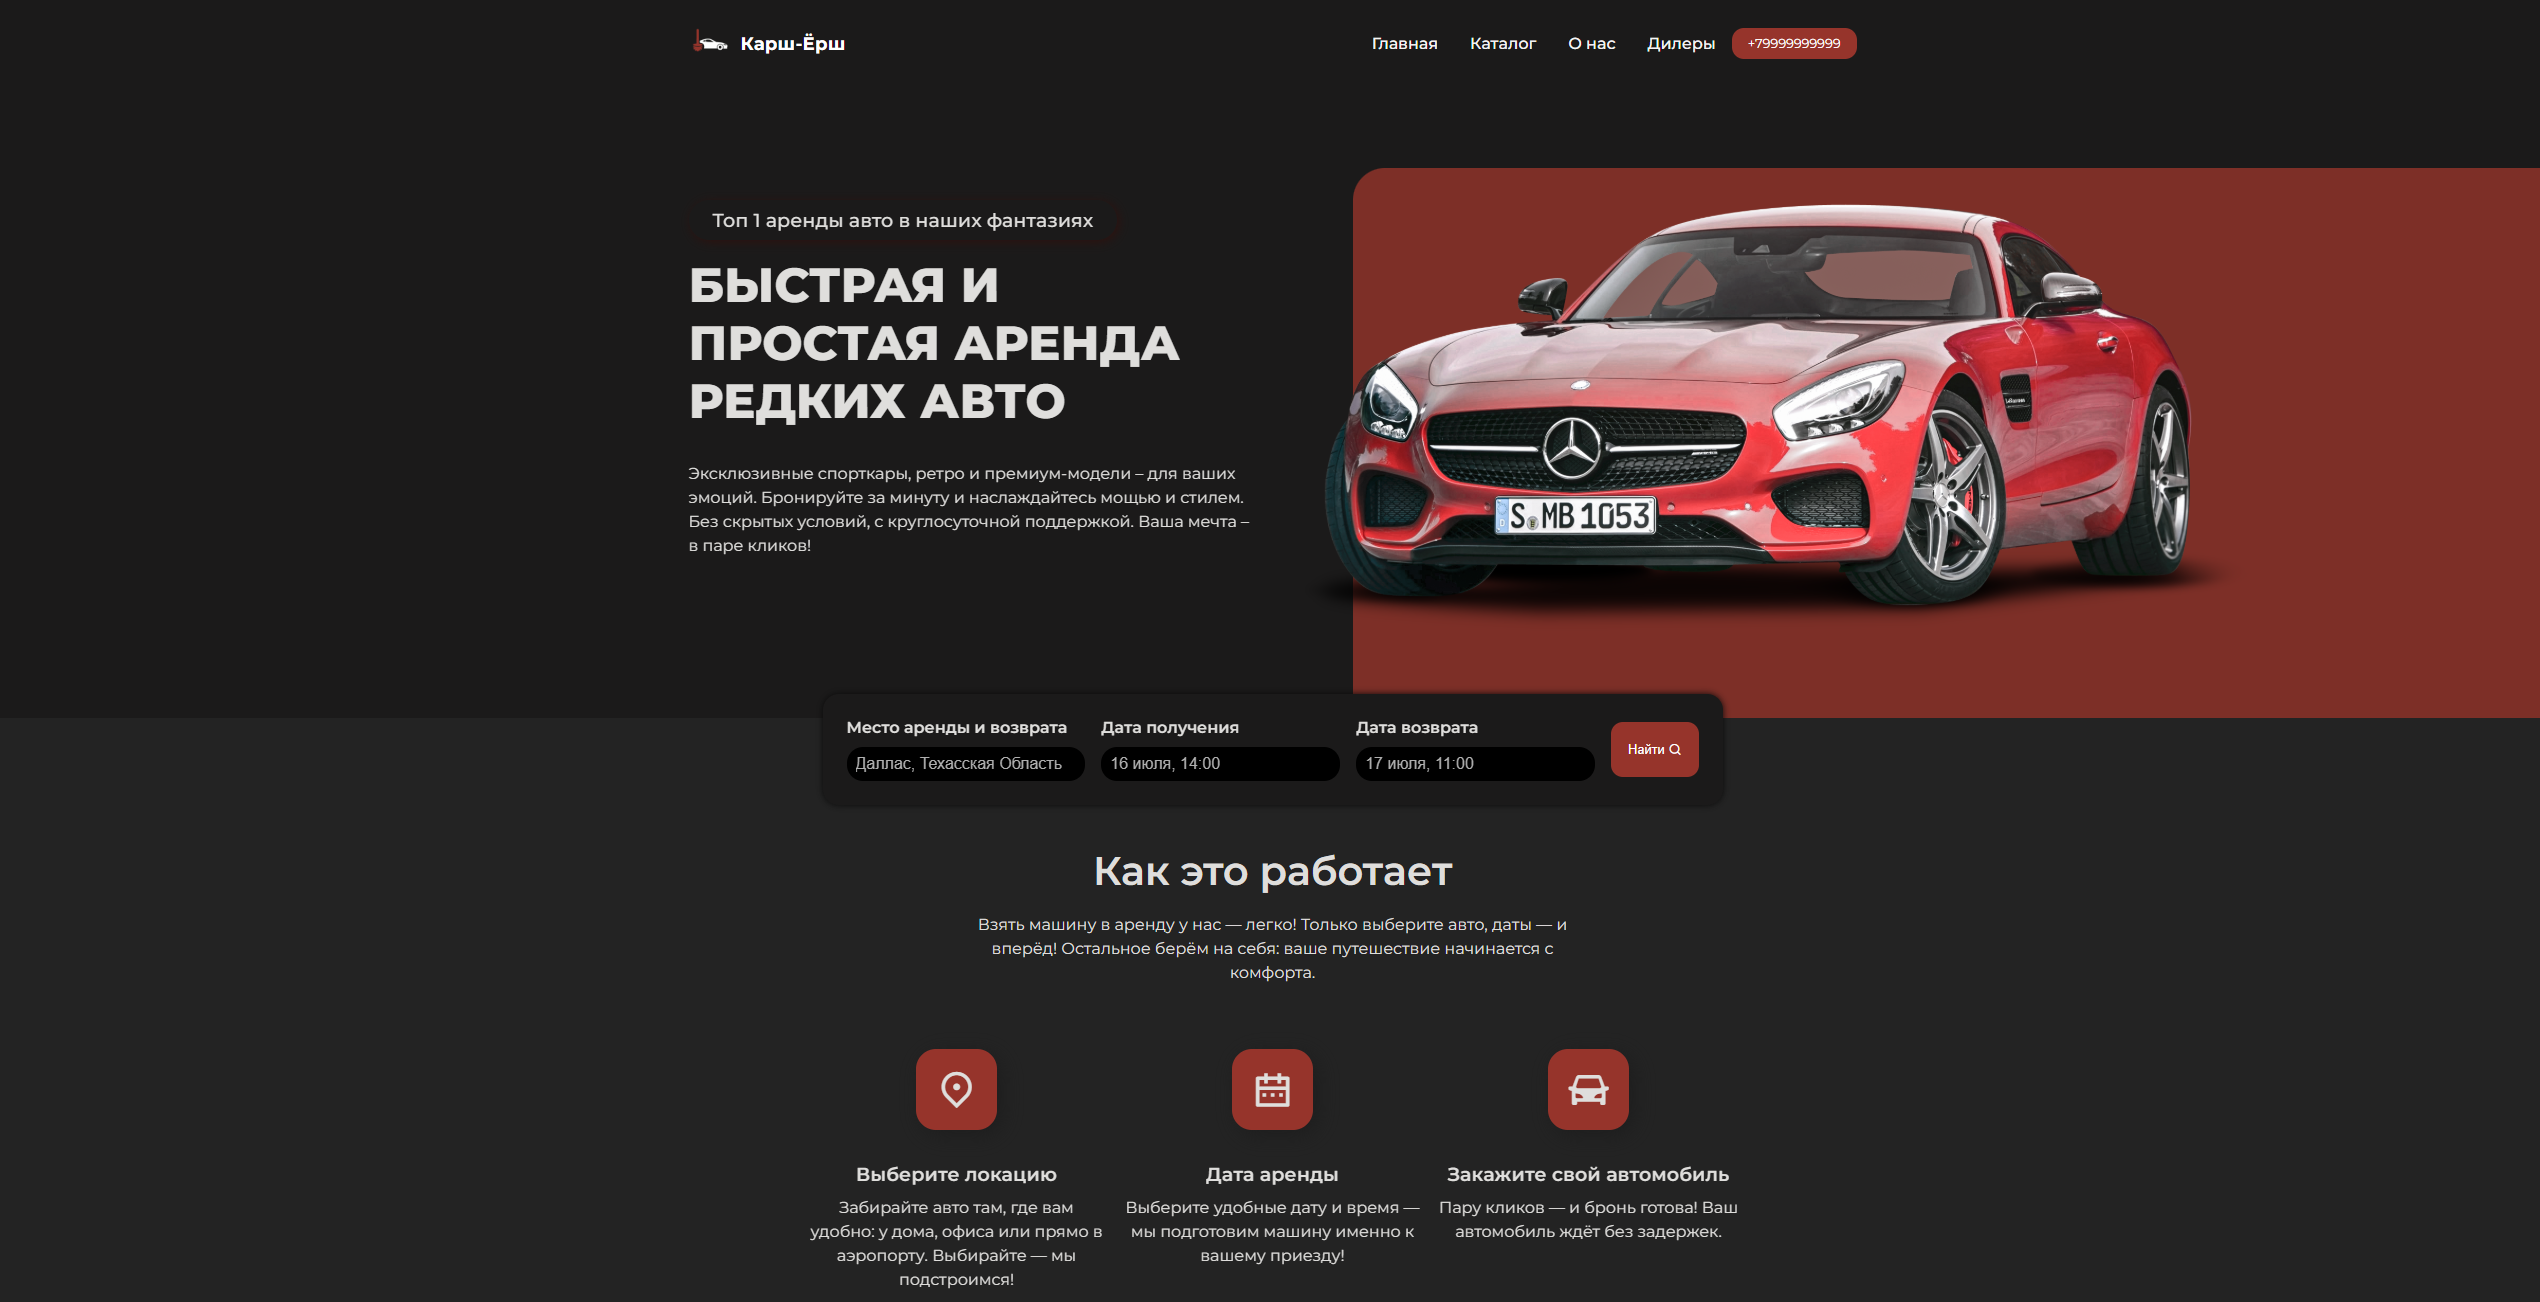 Карш-Ёрш
Главная Каталог О нас Дилеры +79999999999
Топ 1 аренды авто в наших фантазиях
БЫСТРАЯ И
ПРОСТАЯ АРЕНДА
РЕДКИХ АВТО
Эксклюзивные спорткары, ретро и премиум-модели – для ваших
эмоций. Бронируйте за минуту и наслаждайтесь мощью и стилем.
Без скрытых условий, с круглосуточной поддержкой. Ваша мечта –
в паре кликов!
S MB 1053
Место аренды и возврата
Даллас, Техасская Область
Дата получения
16 июля, 14:00
Дата возврата
17 июля, 11:00
Найти
Как это работает
Взять машину в аренду у нас — легко! Только выберите авто, даты — и
вперёд! Остальное берём на себя: ваше путешествие начинается с
комфорта.
Выберите локацию
Забирайте авто там, где вам
удобно: у дома, офиса или прямо в
аэропорту. Выбирайте — мы
подстроимся!
Дата аренды
Выберите удобные дату и время —
мы подготовим машину именно к
вашему приезду!
Закажите свой автомобиль
Пару кликов — и бронь готова! Ваш
автомобиль ждёт без задержек.